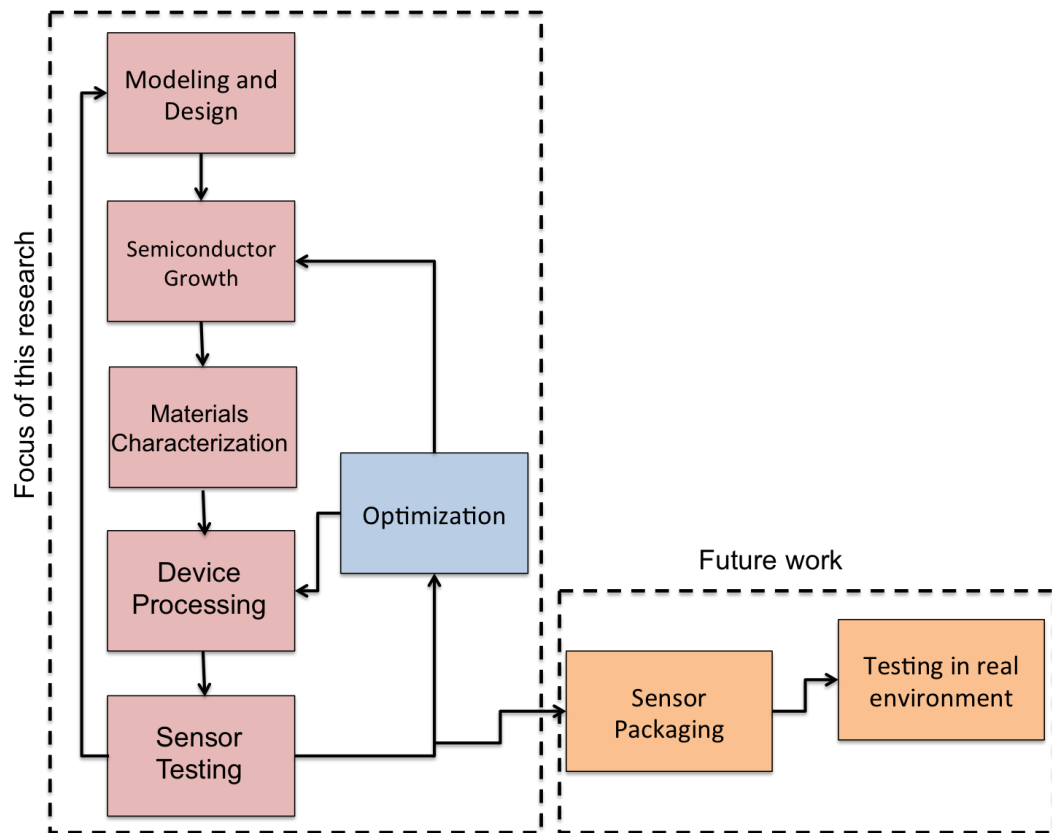 Focus of this research
Modeling and
Design
Semiconductor
Growth
Materials
Characterization
Optimization
Device
Processing
Sensor
Testing
Future work
Sensor
Packaging
Testing in real
environment